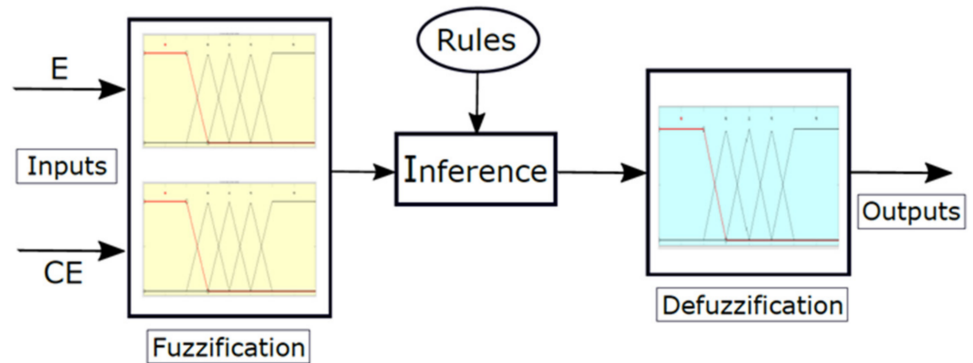 E
Inputs
CE
Fuzzification
Rules
Inference
Defuzzification
Outputs